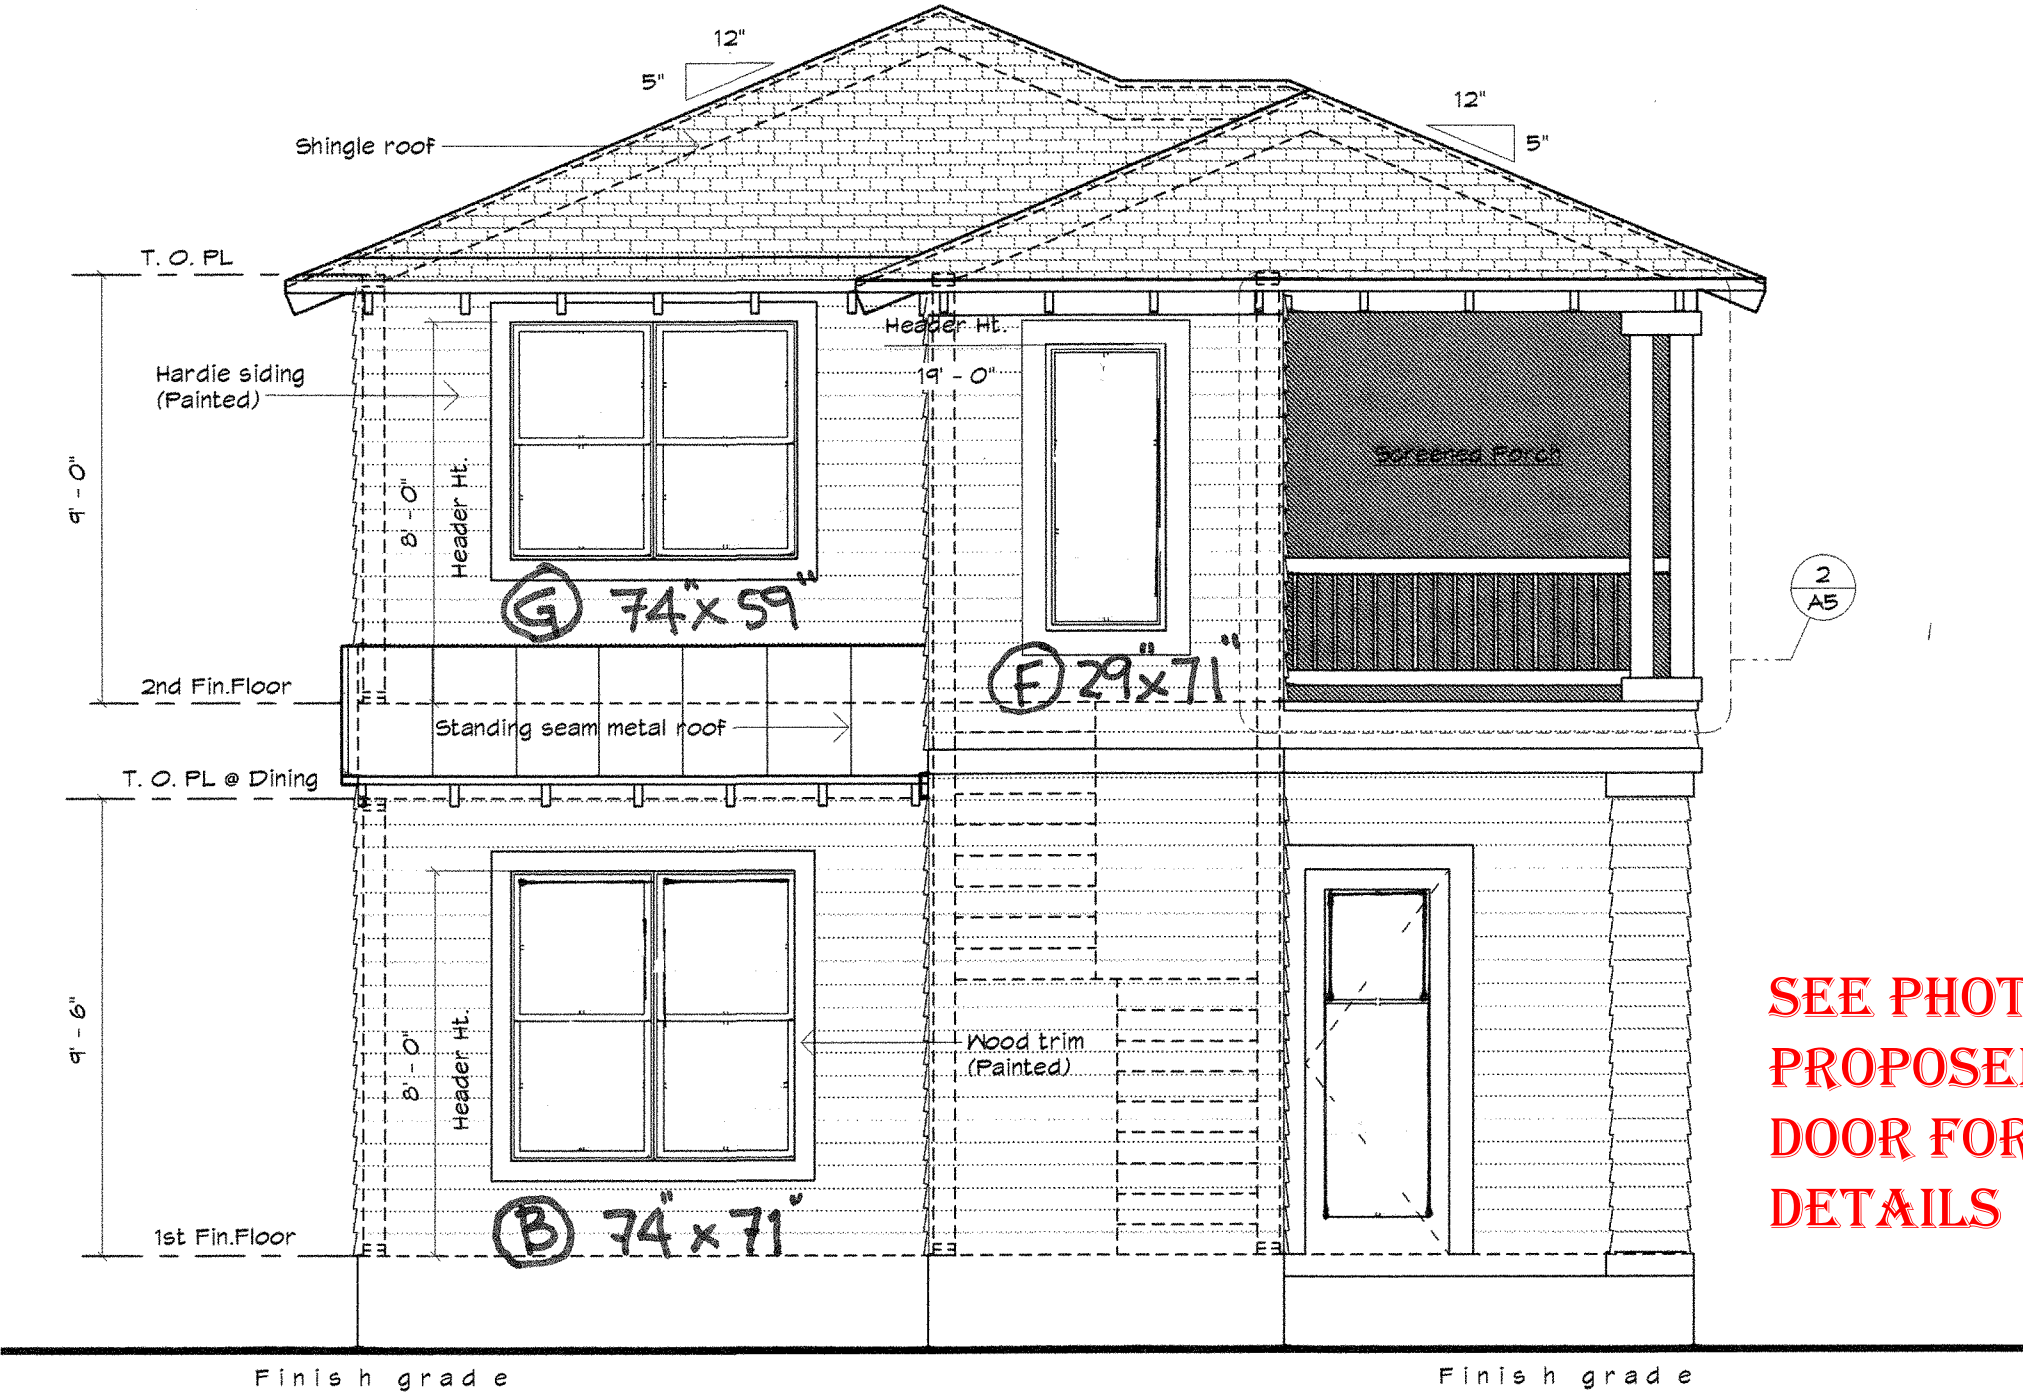 12"
5"
12"
5"
Shingle roof
T. O. PL
Header Ht.
19' - 0"
Hardie siding
(Painted)
9' - 0"
8' - 0"
Header Ht.
Screened Porch
2
A5
G 74" x 59"
F 29" x 71"
2nd Fin.Floor
Standing seam metal roof
T. O. PL @ Dining
9' - 6"
8' - 0"
Header Ht.
Wood trim
(Painted)
SEE PHOT
PROPOSE
DOOR FOR
DETAILS
B 74" x 71"
1st Fin.Floor
Finish grade
Finish grade